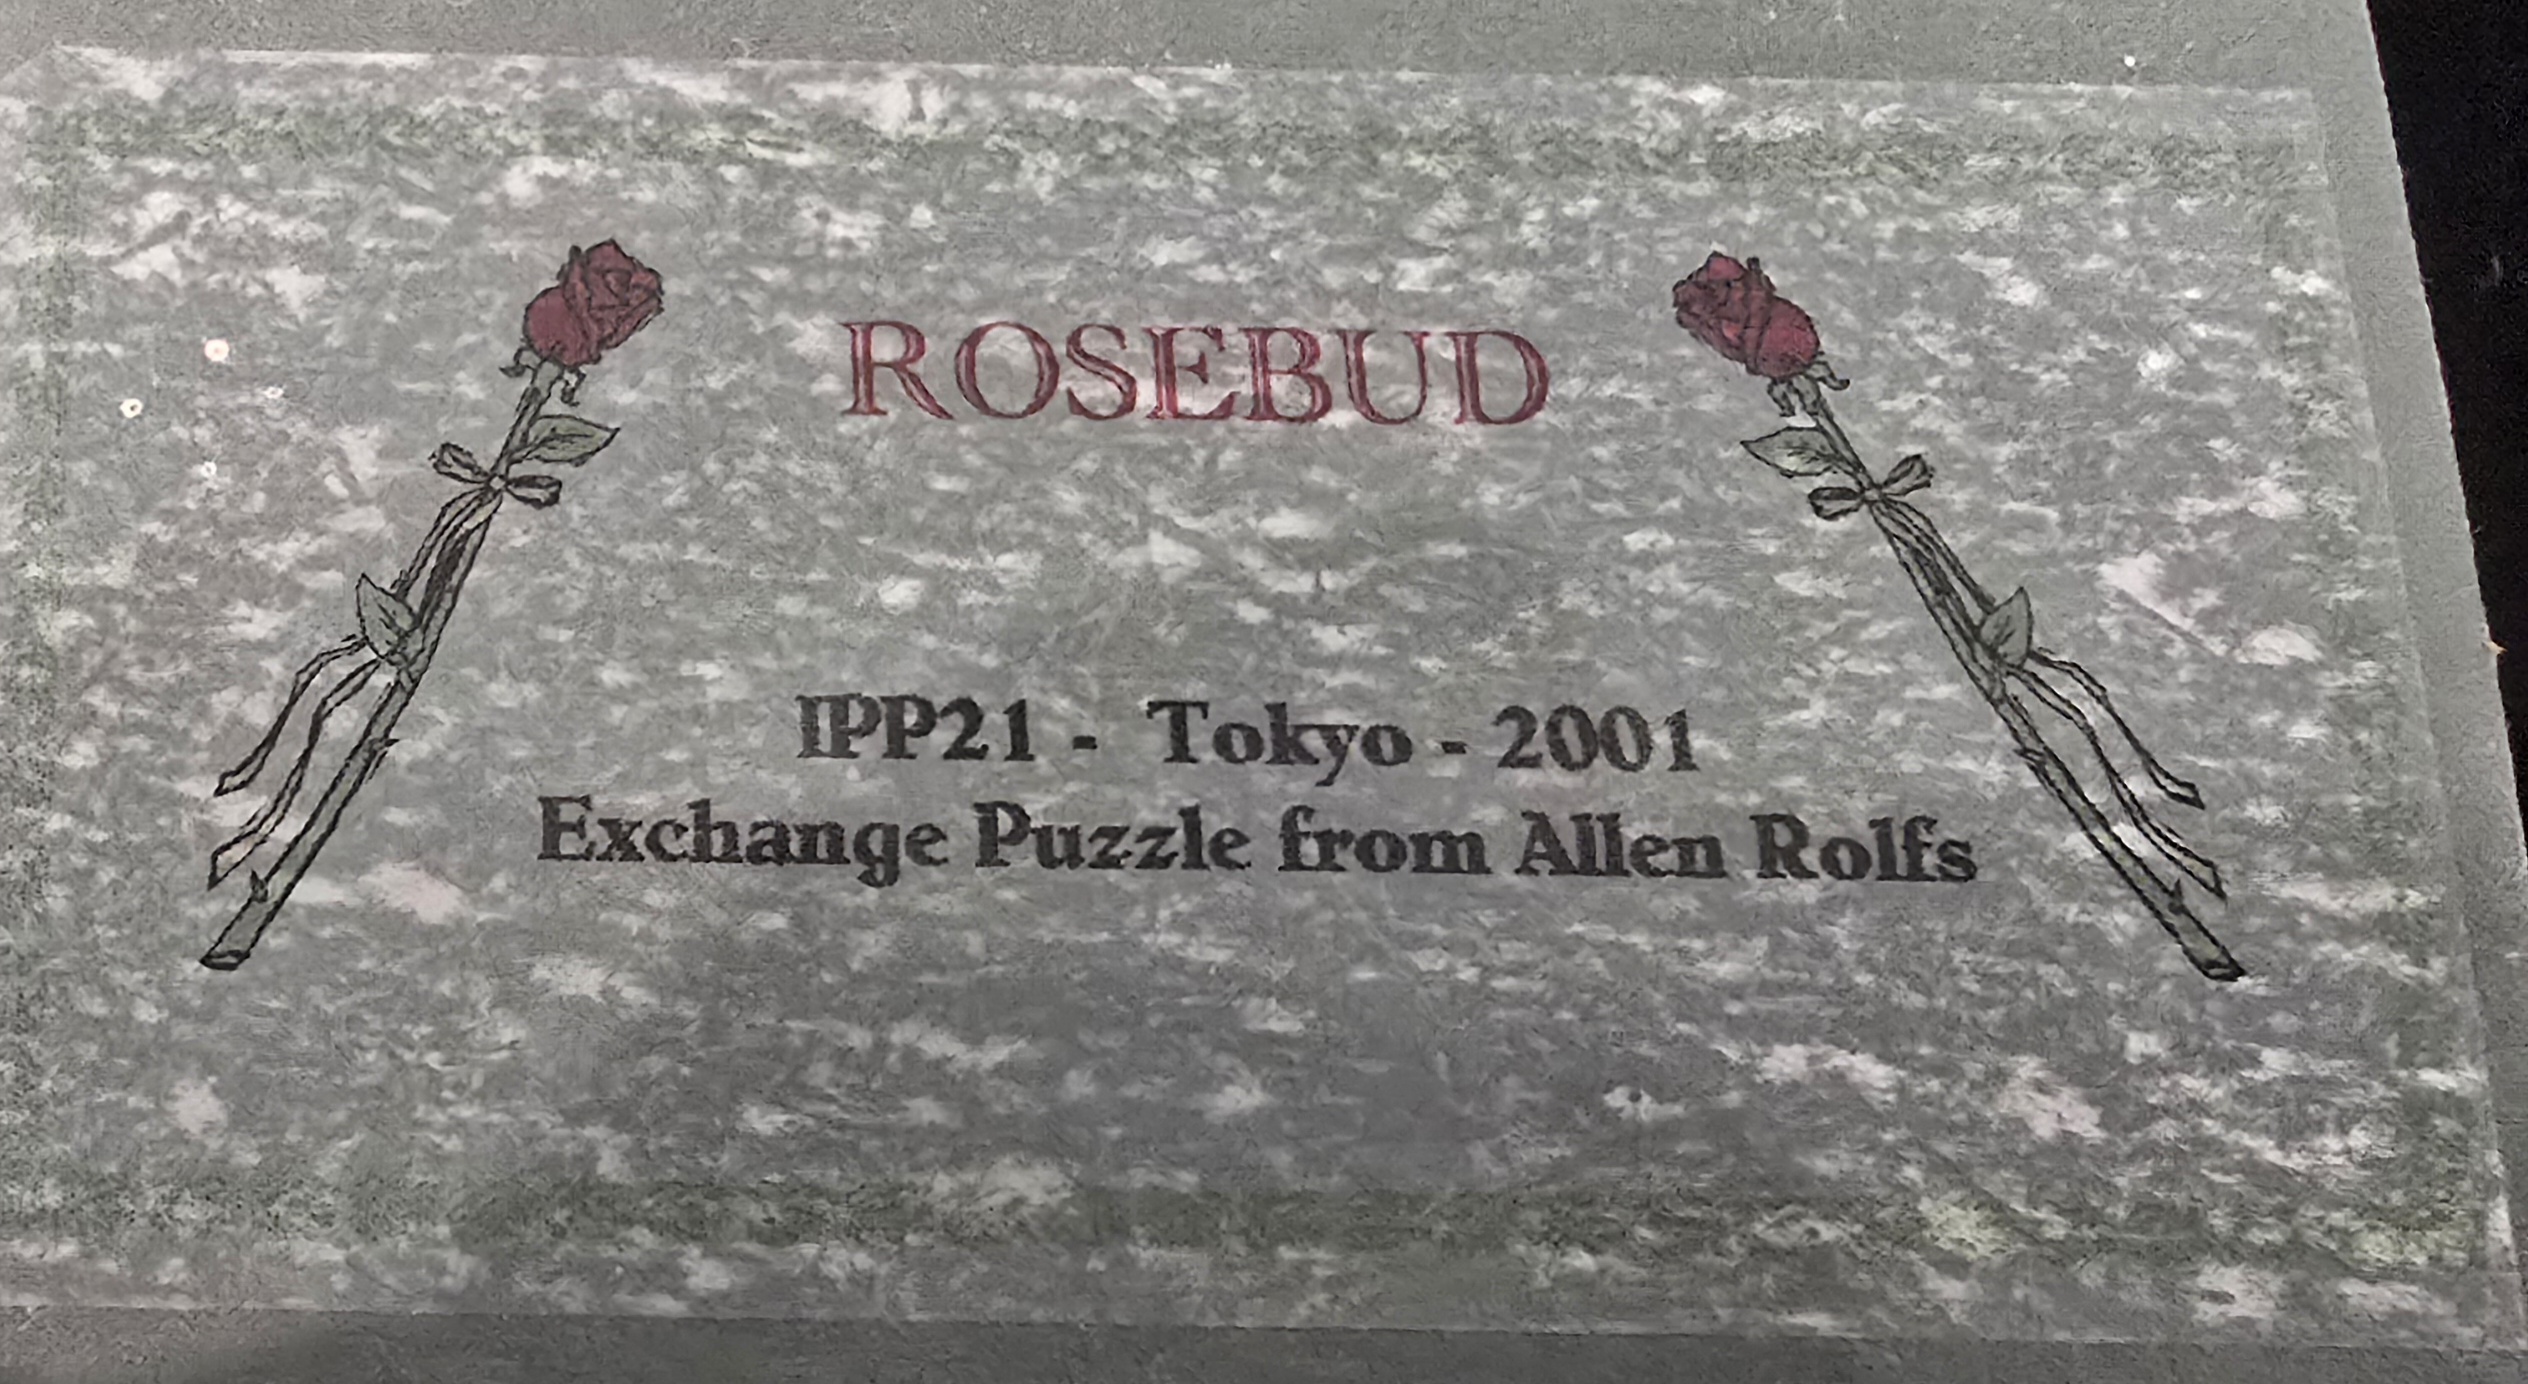 ROSEBUD
IPP21 - Tokyo - 2001
Exchange Puzzle from Allen Rolfs